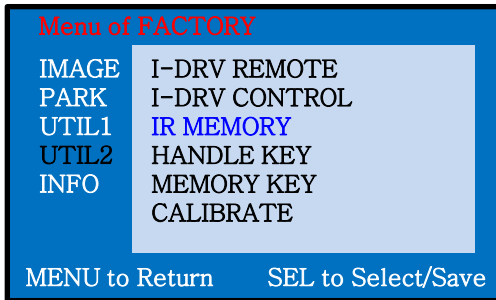 Menu of FACTORY
IMAGE
PARK
UTIL1
UTIL2
INFO
I-DRV REMOTE
I-DRV CONTROL
IR MEMORY
HANDLE KEY
MEMORY KEY
CALIBRATE
MENU to Return SEL to Select/Save